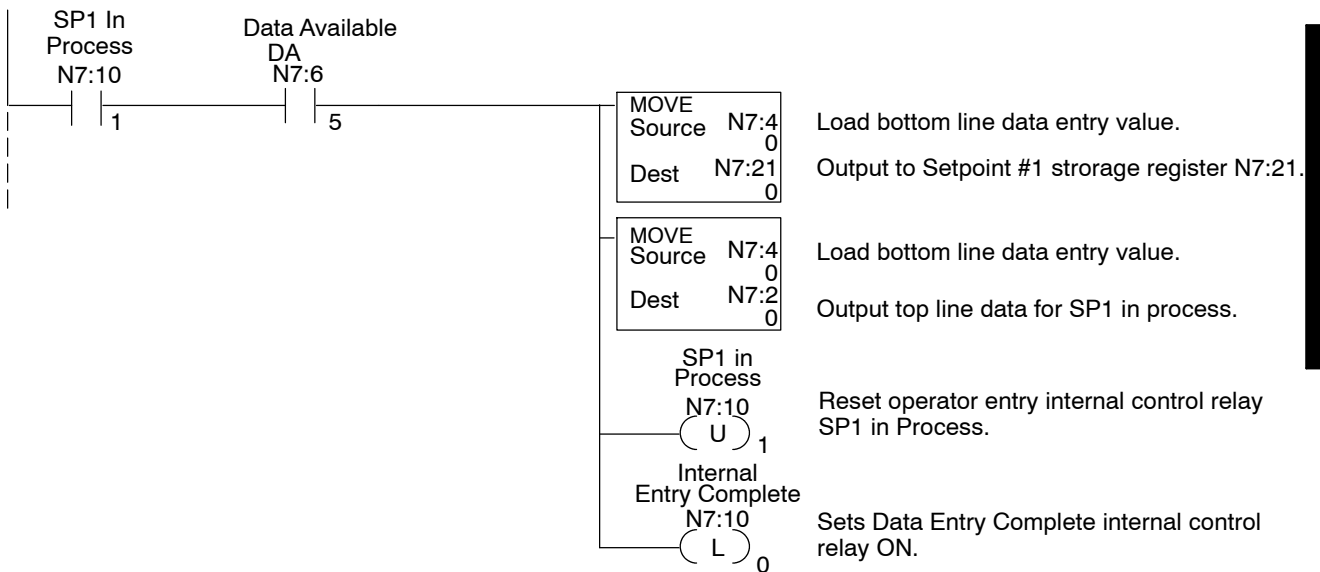 SP1 In
Process
N7:10
1
Data Available
DA
N7:6
5
MOVE
Source N7:4
0
Dest N7:21
0
Load bottom line data entry value.
Output to Setpoint #1 strorage register N7:21.
MOVE
Source N7:4
0
Dest N7:2
0
Load bottom line data entry value.
Output top line data for SP1 in process.
SP1 in
Process
N7:10
U
1
Reset operator entry internal control relay
SP1 in Process.
Internal
Entry Complete
N7:10
L
0
Sets Data Entry Complete internal control
relay ON.